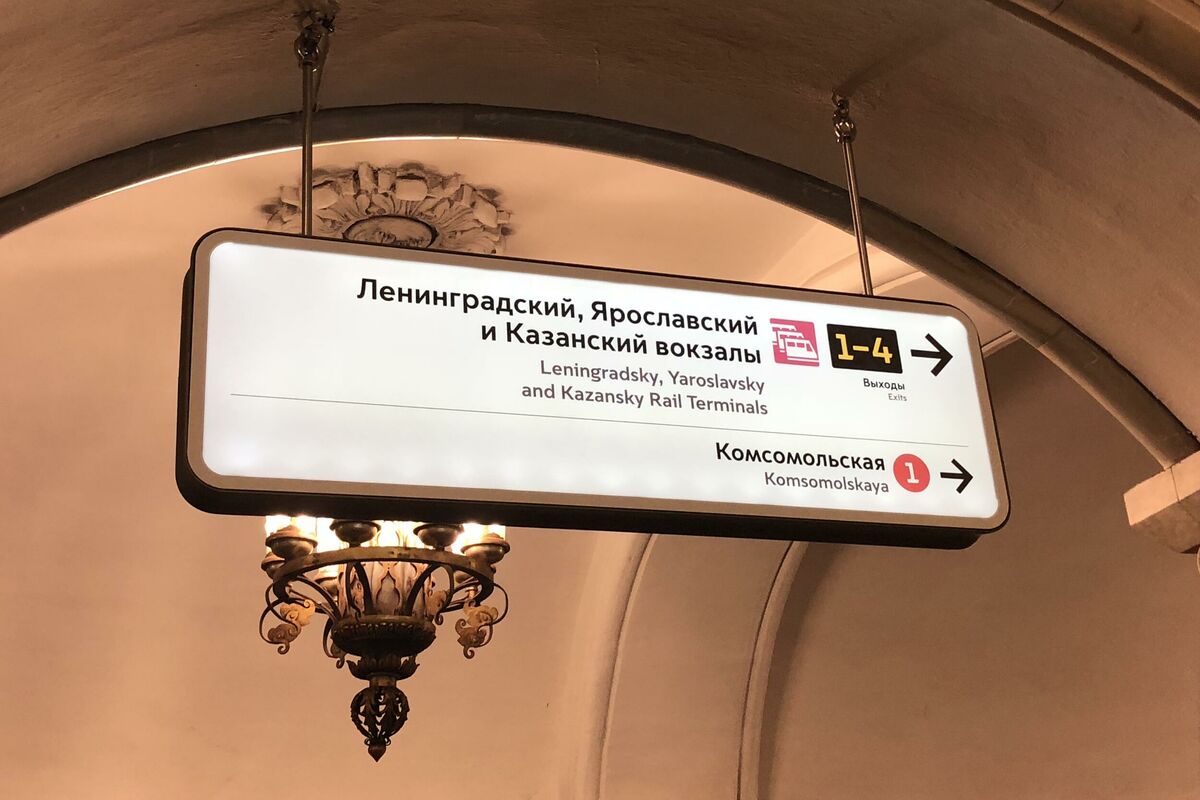 Ленинградский, Ярославский
и Казанский вокзалы
Leningradsky, Yaroslavsky
and Kazansky Rail Terminals
1–4
Выходы
Exits
Комсомольская
Komsomolskaya
1